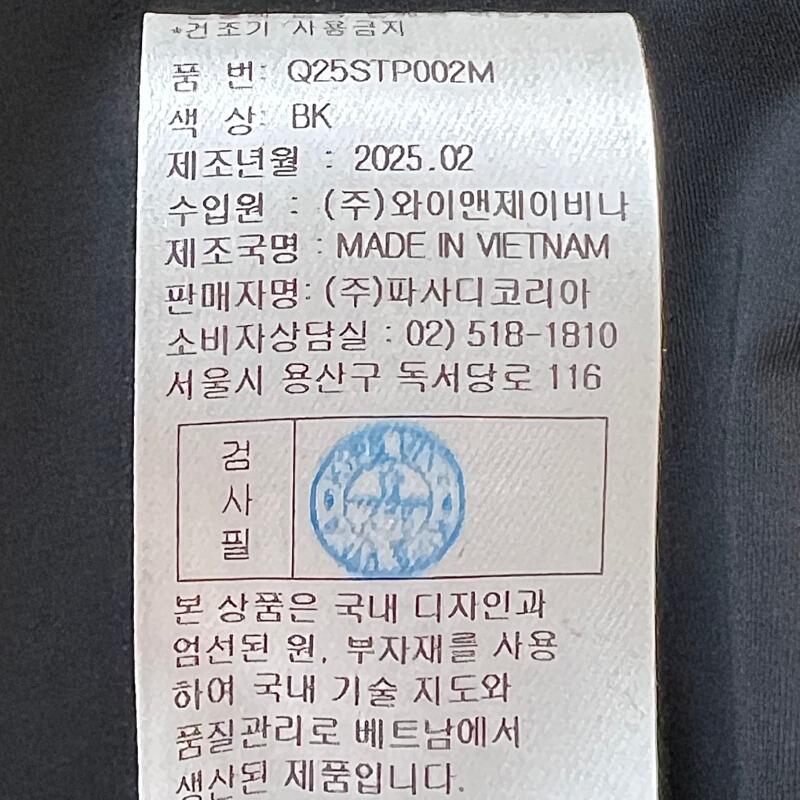 *건조기 사용금지
품 번: Q25STP002M
색 상: BK
제조년월 : 2025.02
수입원 : (주)와이앤제이비나
제조국명 : MADE IN VIETNAM
판매자명: (주)파사디코리아
소비자상담실 : 02) 518-1810
서울시 용산구 독서당로 116
검
사
필
본 상품은 국내 디자인과
엄선된 원, 부자재를 사용
하여 국내 기술 지도와
품질관리로 베트남에서
생산된 제품입니다.